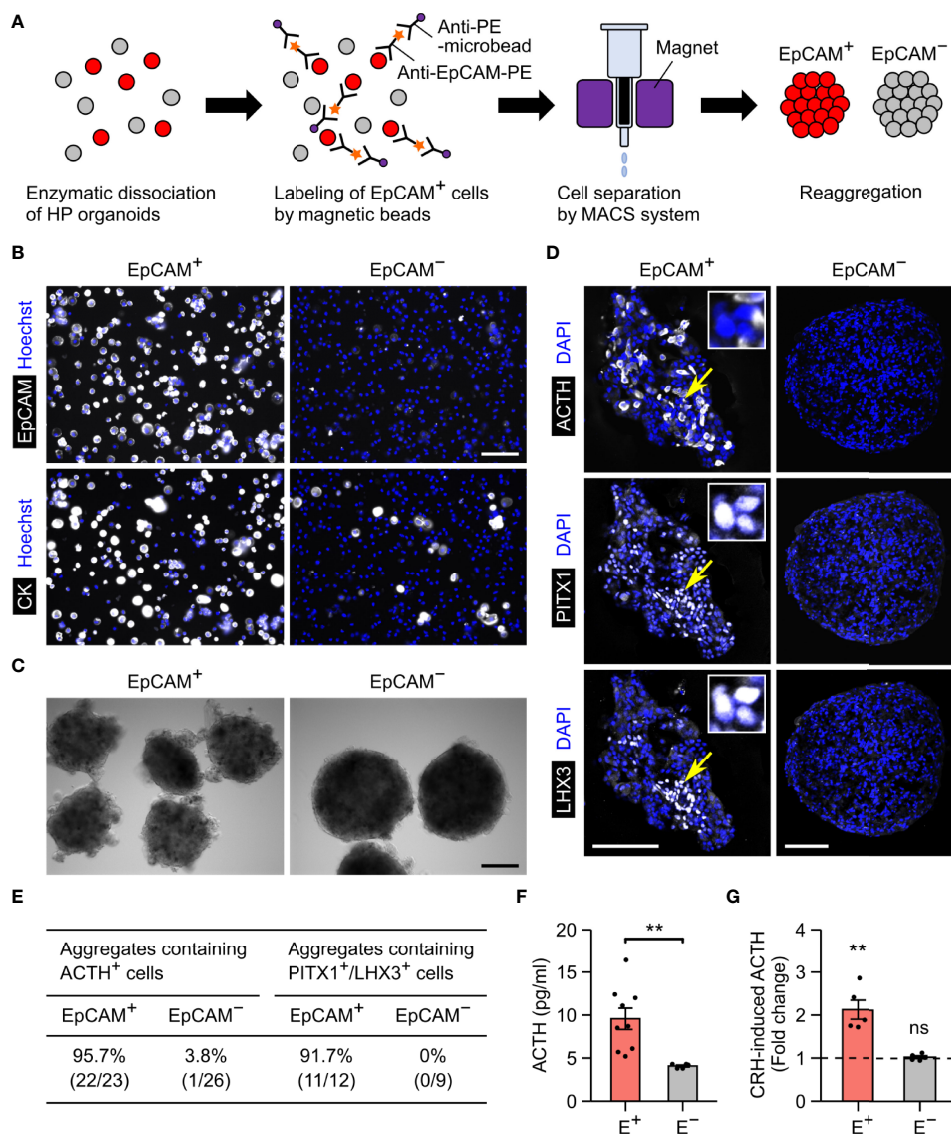 A
Anti-PE
-microbead
Anti-EpCAM-PE
Magnet
EpCAM⁺
EpCAM⁻
Enzymatic dissociation
of HP organoids
Labeling of EpCAM⁺ cells
by magnetic beads
Cell separation
by MACS system
Reaggregation
B
EpCAM⁺
EpCAM⁻
EpCAM Hoechst
CK Hoechst
C
EpCAM⁺
EpCAM⁻
D
EpCAM⁺
EpCAM⁻
ACTH DAPI
PITX1 DAPI
LHX3 DAPI
E
Aggregates containing
ACTH⁺ cells
Aggregates containing
PITX1⁺/LHX3⁺ cells
EpCAM⁺ EpCAM⁻ EpCAM⁺ EpCAM⁻
95.7% 3.8% 91.7% 0%
(22/23) (1/26) (11/12) (0/9)
F
ACTH (pg/ml)
20
15
10
5
0
**
E⁺ E⁻
G
CRH-induced ACTH
(Fold change)
4
3
2
1
0
**
ns
E⁺ E⁻